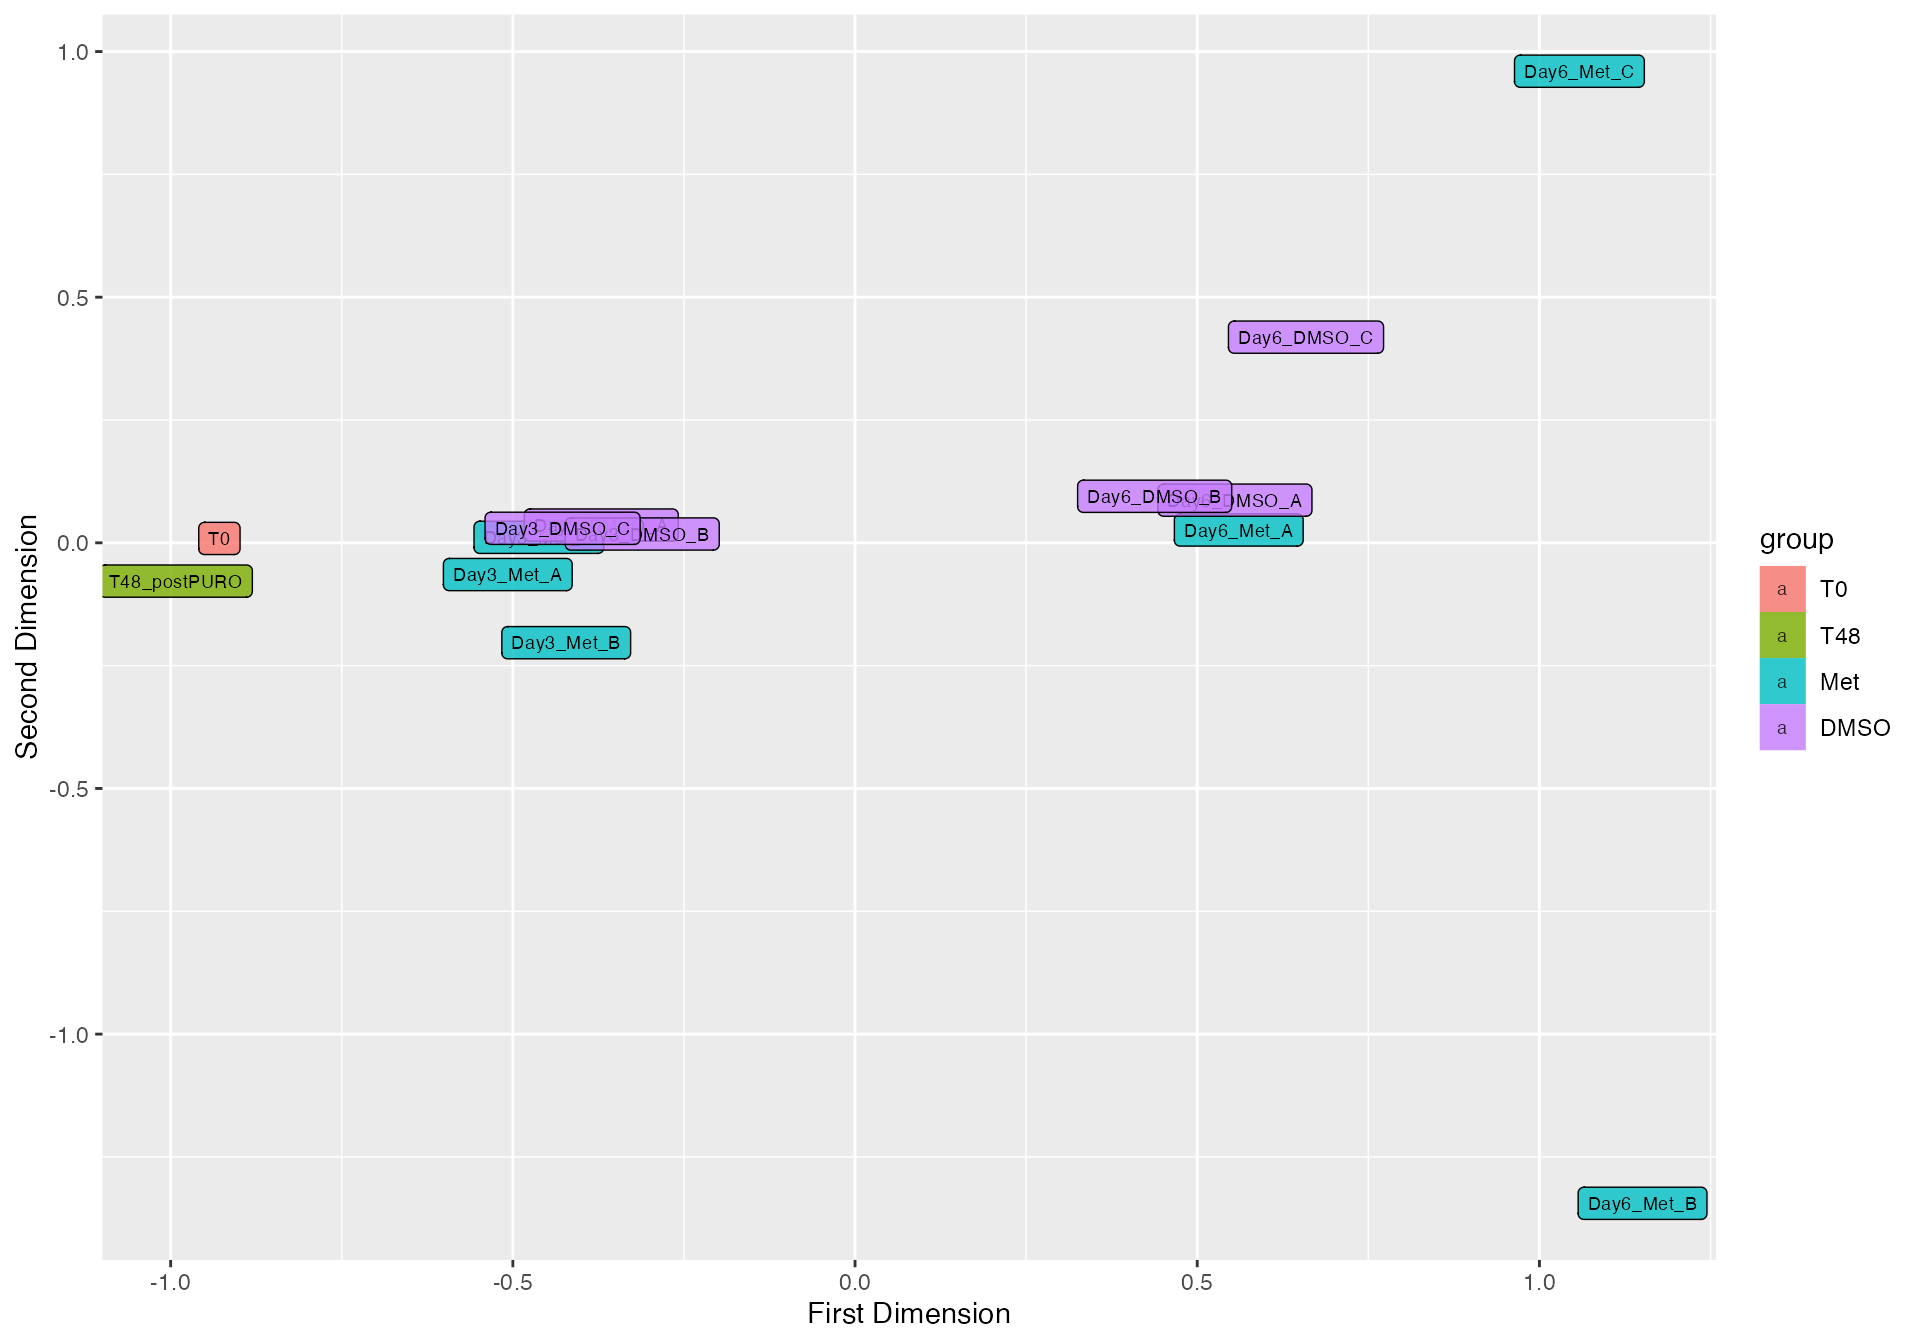 1.0
0.5
0.0
-0.5
-1.0
Second Dimension
Day6_Met_C
Day6_DMSO_C
Day6_DMSO_B
DMSO_A
Day6_Met_A
T0
Day3_DMSO_C
DMSO_B
T48_postPURO
Day3_Met_A
Day3_Met_B
Day6_Met_B
-1.0
-0.5
0.0
0.5
1.0
First Dimension
group
a T0
a T48
a Met
a DMSO